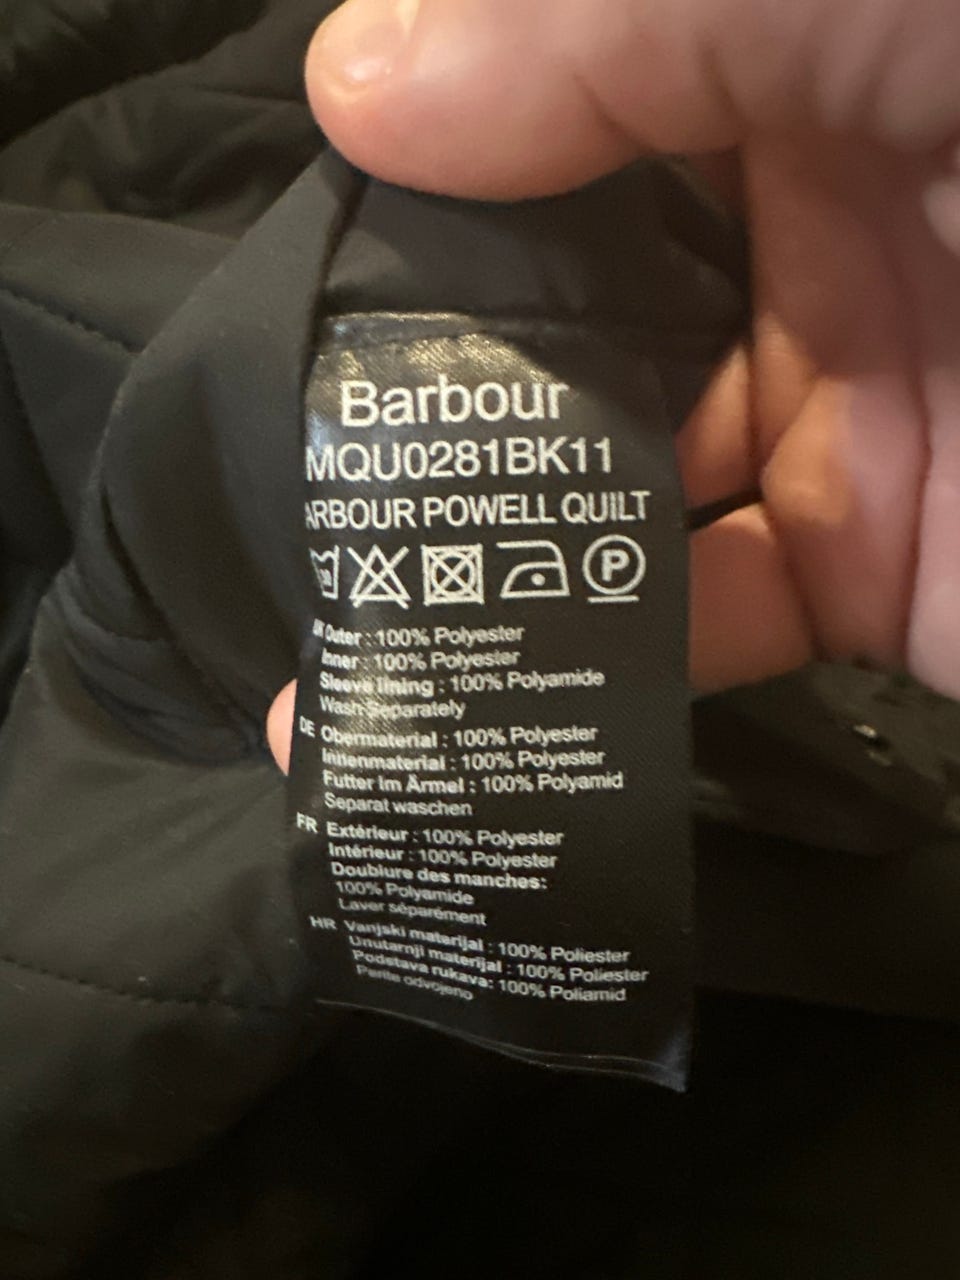 Barbour
MQU0281BK11
ARBOUR POWELL QUILT
30
P
UK Outer : 100% Polyester
Inner : 100% Polyester
Sleeve lining : 100% Polyamide
Wash Separately
DE Obermaterial : 100% Polyester
Innenmaterial : 100% Polyester
Futter Im Ärmel : 100% Polyamid
Separat waschen
FR Extérieur : 100% Polyester
Intérieur : 100% Polyester
Doublure des manches:
100% Polyamide
Laver séparément
HR Vanjski materijal : 100% Poliester
Unutarnji materijal : 100% Poliester
Podstava rukava: 100% Poliamid
Perite odvojeno